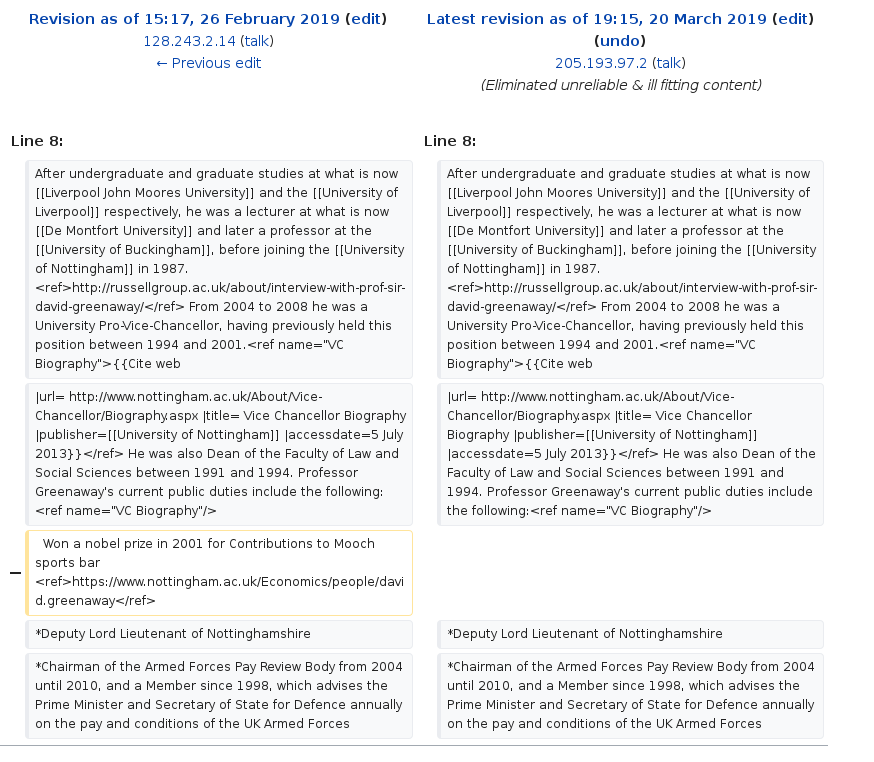 Revision as of 15:17, 26 February 2019 (edit)
128.243.2.14 (talk)
← Previous edit
Latest revision as of 19:15, 20 March 2019 (edit)
(undo)
205.193.97.2 (talk)
(Eliminated unreliable & ill fitting content)
Line 8:
Line 8:
After undergraduate and graduate studies at what is now
[[Liverpool John Moores University]] and the [[University of
Liverpool]] respectively, he was a lecturer at what is now
[[De Montfort University]] and later a professor at the
[[University of Buckingham]], before joining the [[University
of Nottingham]] in 1987.
<ref>http://russellgroup.ac.uk/about/interview-with-prof-sir-
david-greenaway/</ref> From 2004 to 2008 he was a
University Pro-Vice-Chancellor, having previously held this
position between 1994 and 2001.<ref name="VC
Biography">{{Cite web
After undergraduate and graduate studies at what is now
[[Liverpool John Moores University]] and the [[University of
Liverpool]] respectively, he was a lecturer at what is now
[[De Montfort University]] and later a professor at the
[[University of Buckingham]], before joining the [[University
of Nottingham]] in 1987.
<ref>http://russellgroup.ac.uk/about/interview-with-prof-sir-
david-greenaway/</ref> From 2004 to 2008 he was a
University Pro-Vice-Chancellor, having previously held this
position between 1994 and 2001.<ref name="VC
Biography">{{Cite web
|url= http://www.nottingham.ac.uk/About/Vice-
Chancellor/Biography.aspx |title= Vice Chancellor Biography
|publisher=[[University of Nottingham]] |accessdate=5 July
2013}}</ref> He was also Dean of the Faculty of Law and
Social Sciences between 1991 and 1994. Professor
Greenaway's current public duties include the following:
<ref name="VC Biography"/>
|url= http://www.nottingham.ac.uk/About/Vice-
Chancellor/Biography.aspx |title= Vice Chancellor
Biography |publisher=[[University of Nottingham]]
|accessdate=5 July 2013}}</ref> He was also Dean of the
Faculty of Law and Social Sciences between 1991 and
1994. Professor Greenaway's current public duties include
the following:<ref name="VC Biography"/>
− Won a nobel prize in 2001 for Contributions to Mooch
sports bar
<ref>https://www.nottingham.ac.uk/Economics/people/davi
d.greenaway</ref>
*Deputy Lord Lieutenant of Nottinghamshire
*Deputy Lord Lieutenant of Nottinghamshire
*Chairman of the Armed Forces Pay Review Body from 2004
until 2010, and a Member since 1998, which advises the
Prime Minister and Secretary of State for Defence annually
on the pay and conditions of the UK Armed Forces
*Chairman of the Armed Forces Pay Review Body from 2004
until 2010, and a Member since 1998, which advises the
Prime Minister and Secretary of State for Defence annually
on the pay and conditions of the UK Armed Forces